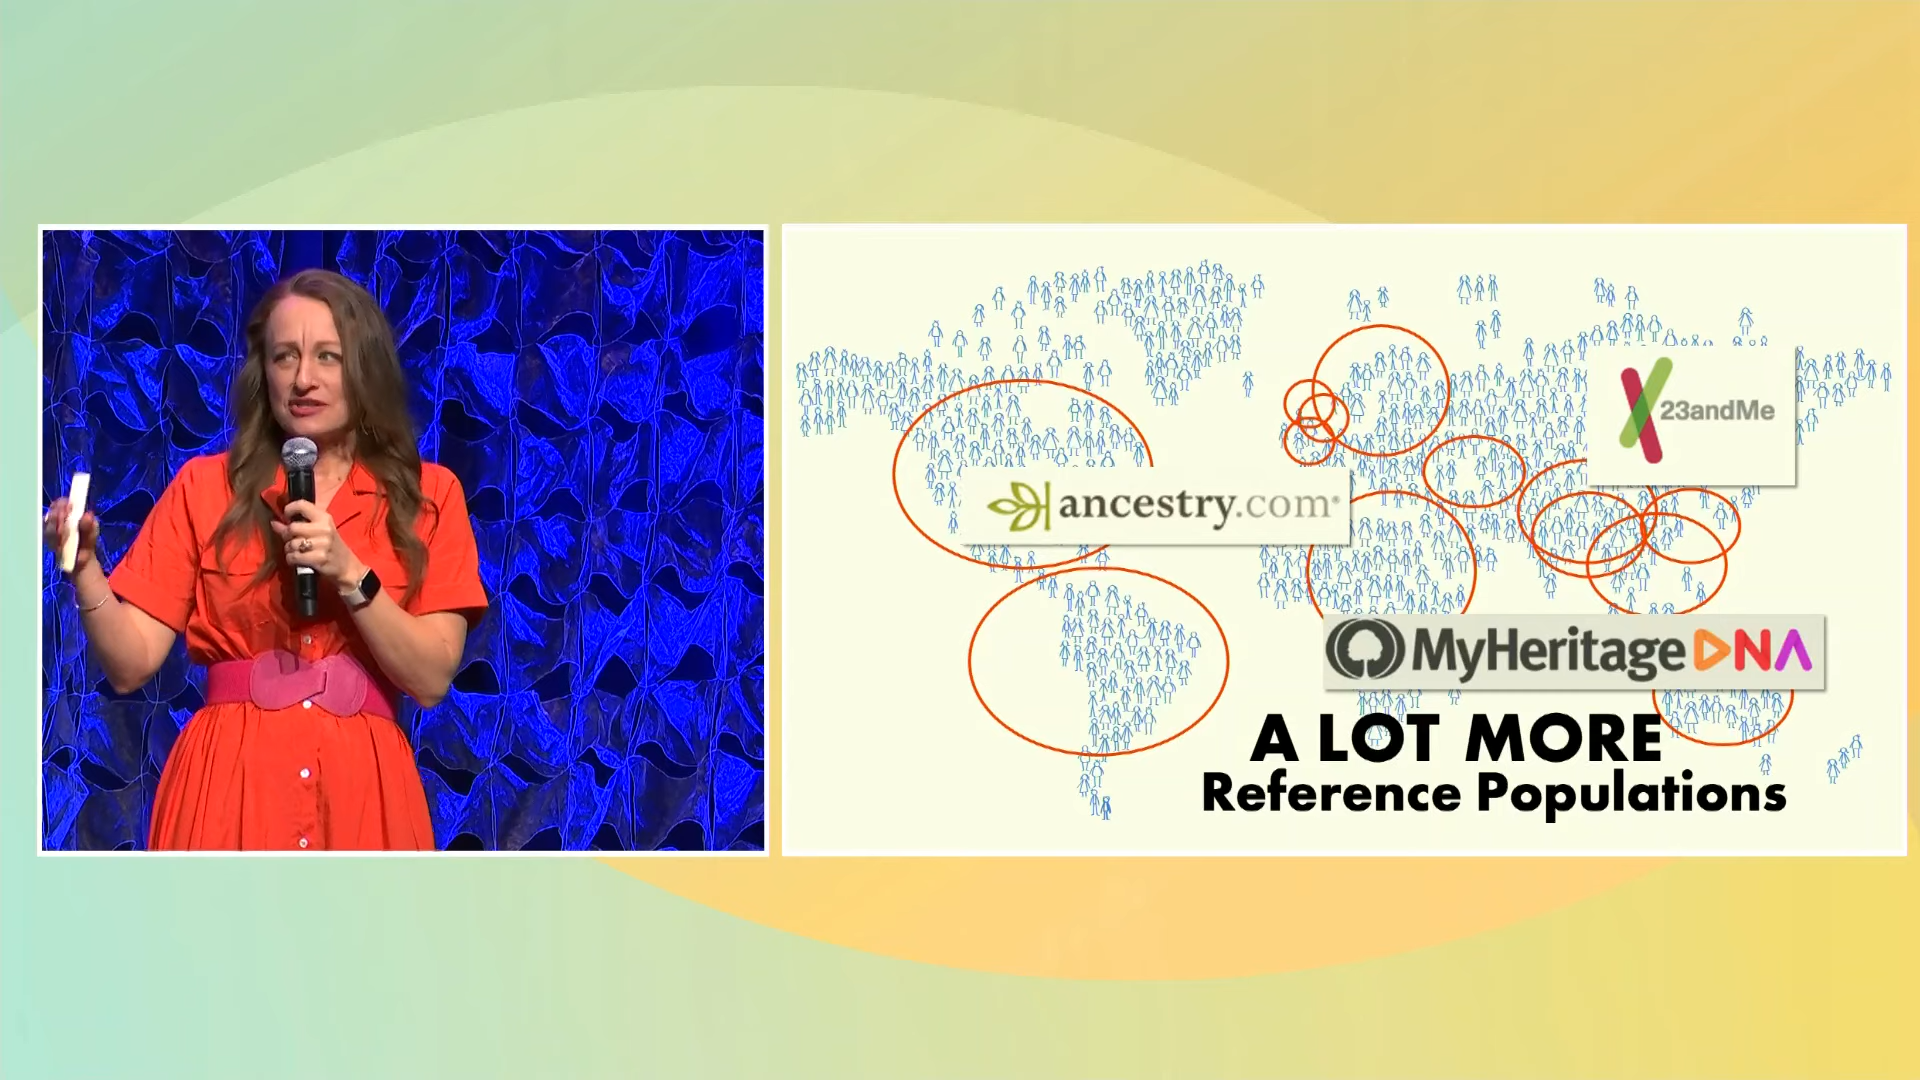 23andMe
ancestry.com®
MyHeritage DNA
A LOT MORE
Reference Populations